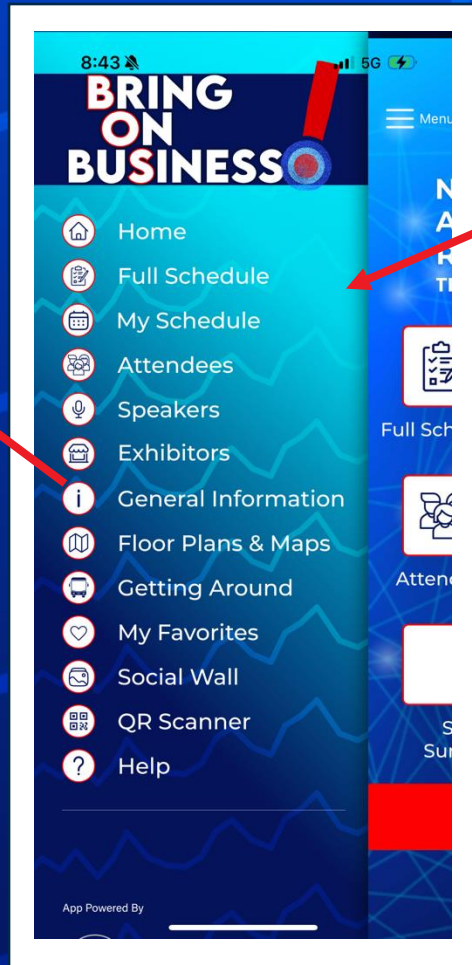 8:43
5G
BRING
ON
BUSINESS!
Home
Full Schedule
My Schedule
Attendees
Speakers
Exhibitors
General Information
Floor Plans & Maps
Getting Around
My Favorites
Social Wall
QR Scanner
Help
App Powered By
Menu
N
A
R
Full Sch
Atten
S
Sur